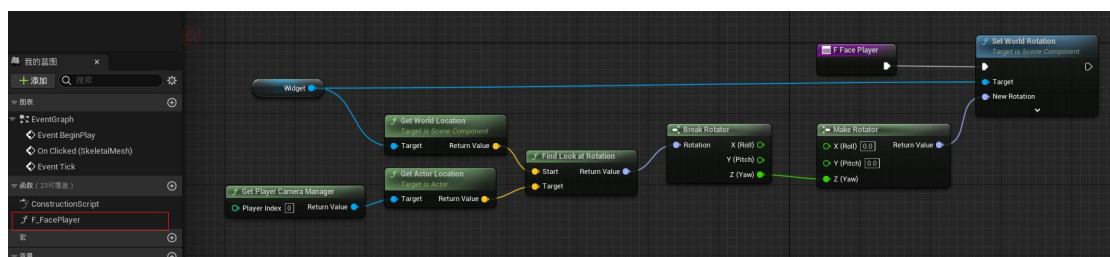 我的蓝图 ×
+ 添加 搜索
图表
EventGraph
Event BeginPlay
On Clicked (SkeletalMesh)
Event Tick
函数 (23可覆盖)
ConstructionScript
F_FacePlayer
宏
Widget
Get World Location
Target is Scene Component
Target Return Value
Get Player Camera Manager
Player Index 0 Return Value
Get Actor Location
Target is Actor
Target Return Value
Find Look at Rotation
Start Return Value
Target
Break Rotator
Rotation X (Roll)
Y (Pitch)
Z (Yaw)
Make Rotator
X (Roll) 0.0 Return Value
Y (Pitch) 0.0
Z (Yaw)
F Face Player
Set World Rotation
Target is Scene Component
Target
New Rotation